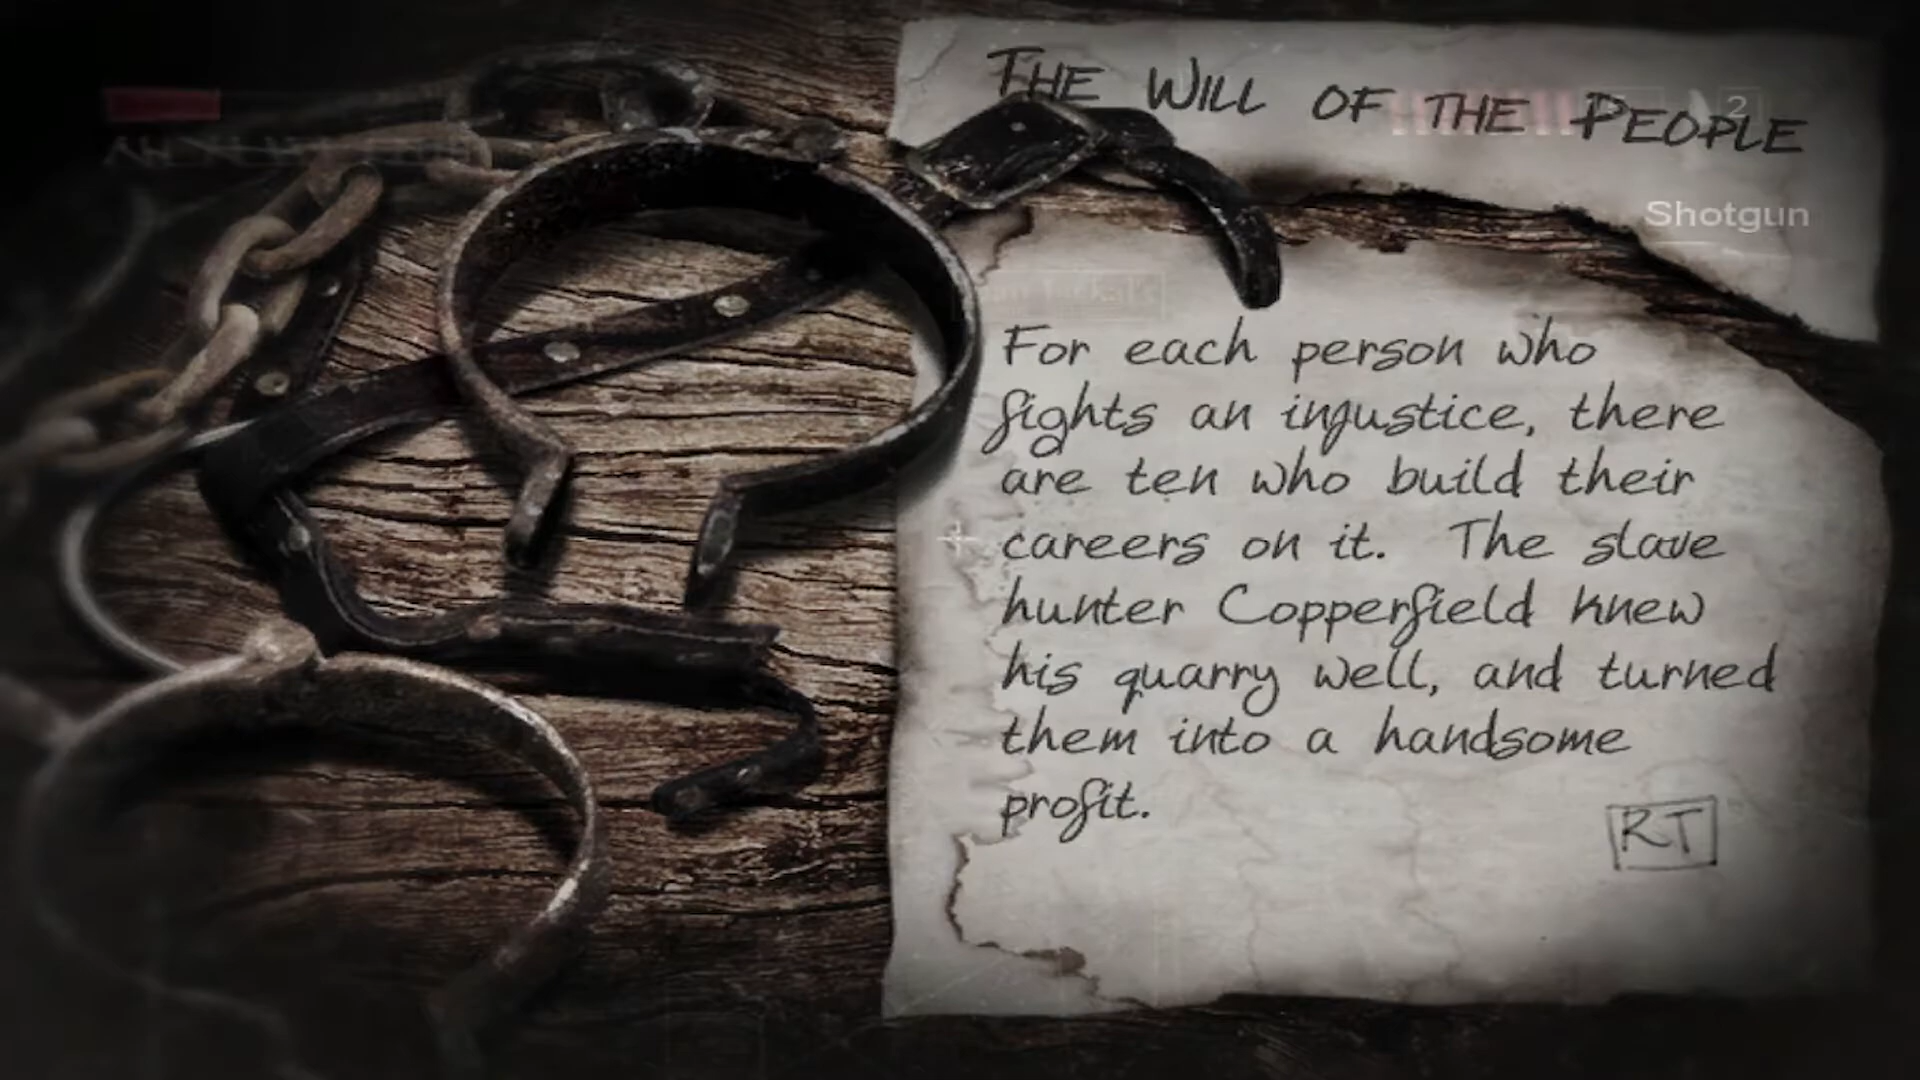 THE WILL OF THE PEOPLE
2
Shotgun
For each person who
fights an injustice, there
are ten who build their
careers on it. The slave
hunter Copperfield knew
his quarry well, and turned
them into a handsome
profit.
RT